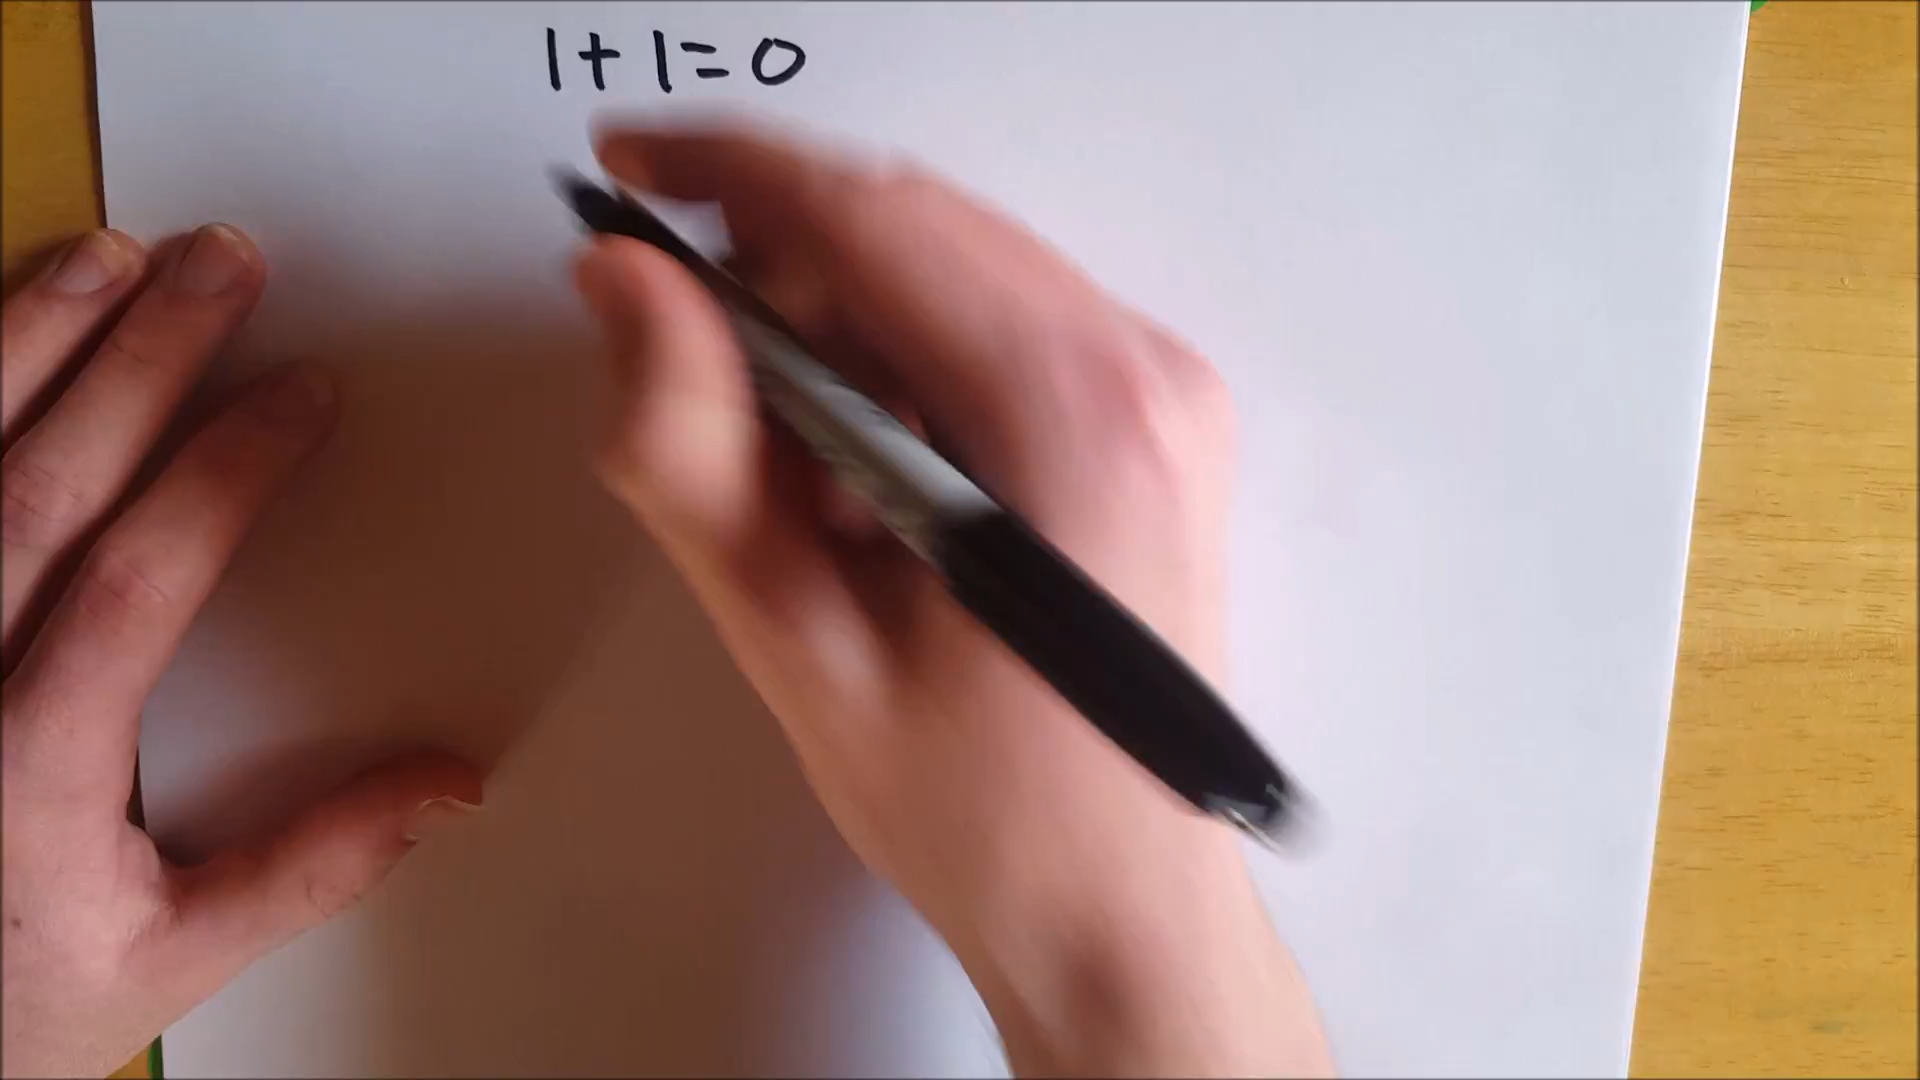 1 + 1 = 0